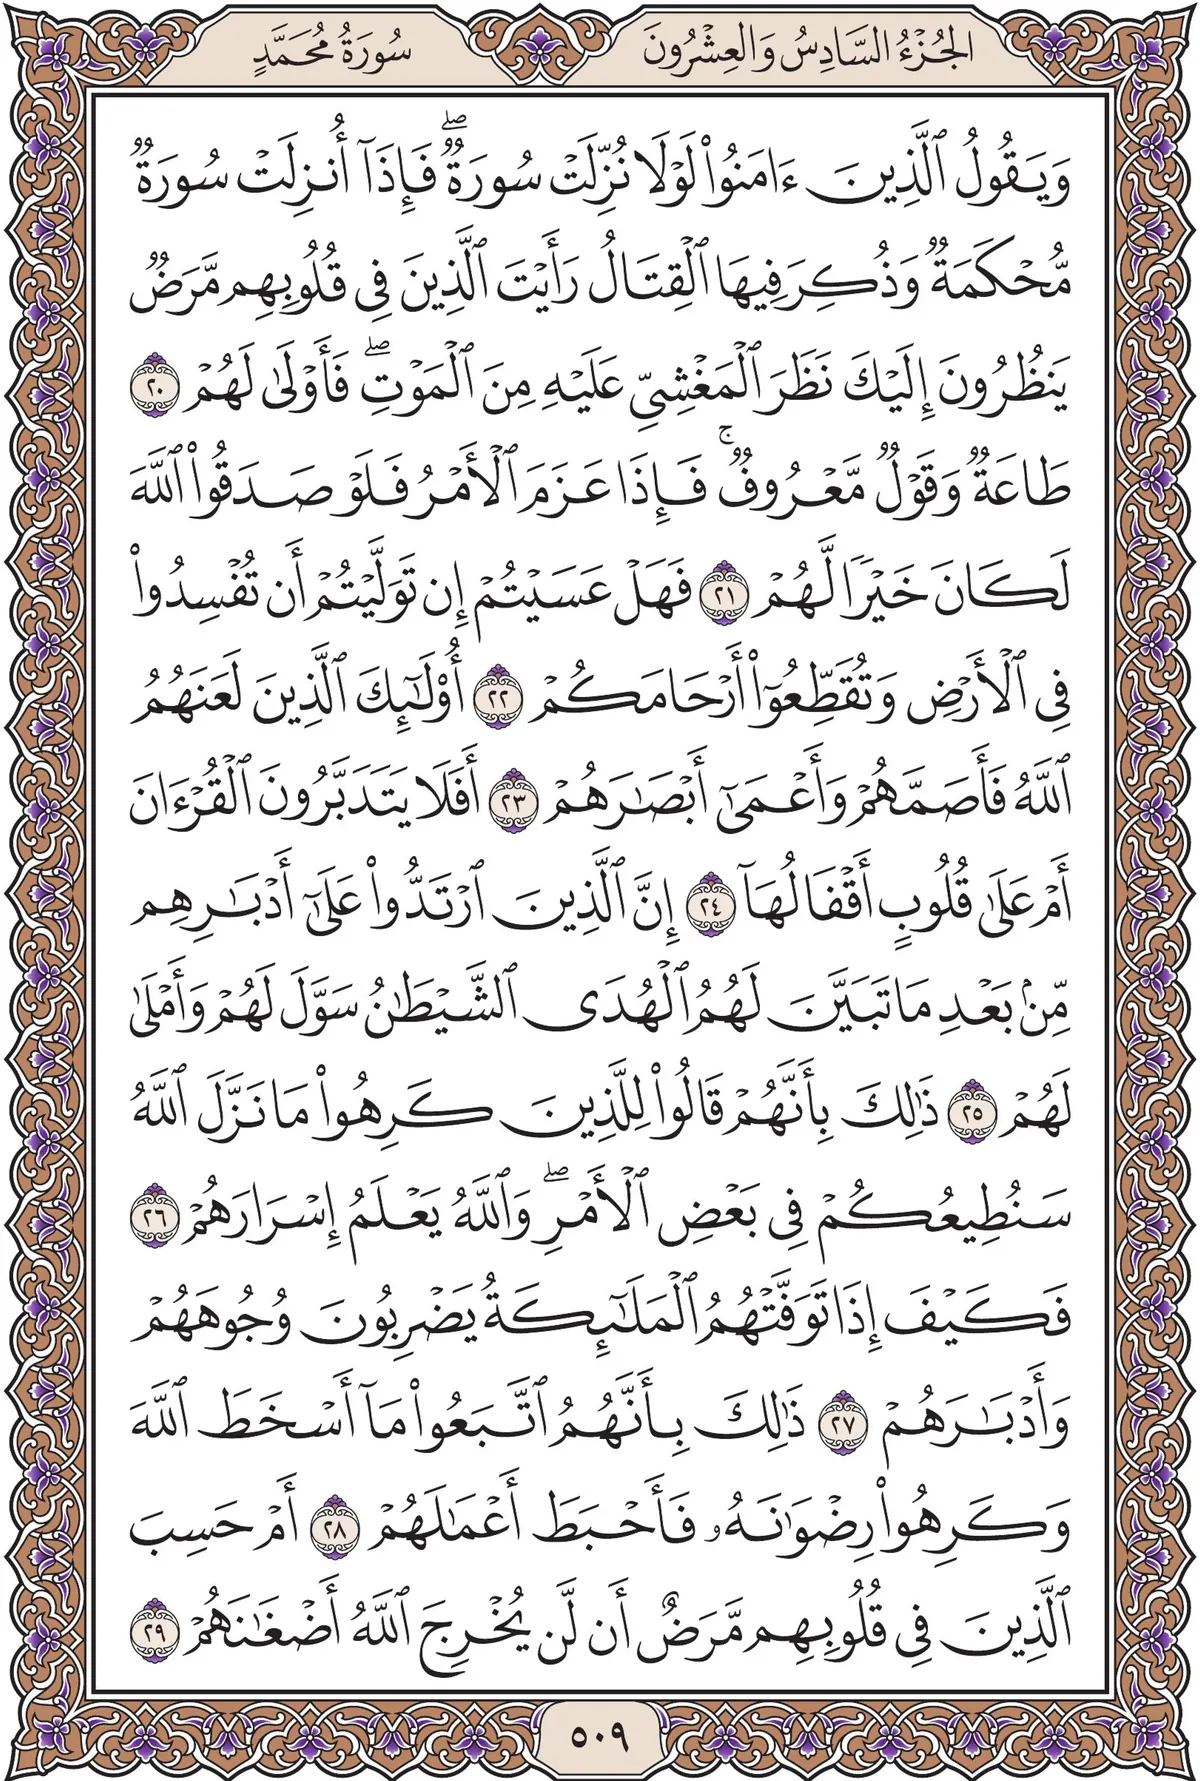 الجُزْءُ السَّادِسُ وَالعِشْرُونَ
سُورَةُ مُحَمَّدٍ
وَيَقُولُ ٱلَّذِينَ ءَامَنُوا۟ لَوْلَا نُزِّلَتْ سُورَةٌۖ فَإِذَآ أُنزِلَتْ سُورَةٌ
مُّحْكَمَةٌ وَذُكِرَ فِيهَا ٱلْقِتَالُ رَأَيْتَ ٱلَّذِينَ فِى قُلُوبِهِم مَّرَضٌ
يَنظُرُونَ إِلَيْكَ نَظَرَ ٱلْمَغْشِىِّ عَلَيْهِ مِنَ ٱلْمَوْتِۖ فَأَوْلَىٰ لَهُمْ ٢٠
طَاعَةٌ وَقَوْلٌ مَّعْرُوفٌۚ فَإِذَا عَزَمَ ٱلْأَمْرُ فَلَوْ صَدَقُوا۟ ٱللَّهَ
لَكَانَ خَيْرًا لَّهُمْ ٢١ فَهَلْ عَسَيْتُمْ إِن تَوَلَّيْتُمْ أَن تُفْسِدُوا۟
فِى ٱلْأَرْضِ وَتُقَطِّعُوٓا۟ أَرْحَامَكُمْ ٢٢ أُو۟لَٰٓئِكَ ٱلَّذِينَ لَعَنَهُمُ
ٱللَّهُ فَأَصَمَّهُمْ وَأَعْمَىٰٓ أَبْصَٰرَهُمْ ٢٣ أَفَلَا يَتَدَبَّرُونَ ٱلْقُرْءَانَ
أَمْ عَلَىٰ قُلُوبٍ أَقْفَالُهَآ ٢٤ إِنَّ ٱلَّذِينَ ٱرْتَدُّوا۟ عَلَىٰٓ أَدْبَٰرِهِم
مِّنۢ بَعْدِ مَا تَبَيَّنَ لَهُمُ ٱلْهُدَى ٱلشَّيْطَٰنُ سَوَّلَ لَهُمْ وَأَمْلَىٰ
لَهُمْ ٢٥ ذَٰلِكَ بِأَنَّهُمْ قَالُوا۟ لِلَّذِينَ كَرِهُوا۟ مَا نَزَّلَ ٱللَّهُ
سَنُطِيعُكُمْ فِى بَعْضِ ٱلْأَمْرِۖ وَٱللَّهُ يَعْلَمُ إِسْرَارَهُمْ ٢٦
فَكَيْفَ إِذَا تَوَفَّتْهُمُ ٱلْمَلَٰٓئِكَةُ يَضْرِبُونَ وُجُوهَهُمْ
وَأَدْبَٰرَهُمْ ٢٧ ذَٰلِكَ بِأَنَّهُمُ ٱتَّبَعُوا۟ مَآ أَسْخَطَ ٱللَّهَ
وَكَرِهُوا۟ رِضْوَٰنَهُۥ فَأَحْبَطَ أَعْمَٰلَهُمْ ٢٨ أَمْ حَسِبَ
ٱلَّذِينَ فِى قُلُوبِهِم مَّرَضٌ أَن لَّن يُخْرِجَ ٱللَّهُ أَضْغَٰنَهُمْ ٢٩
٥٠٩